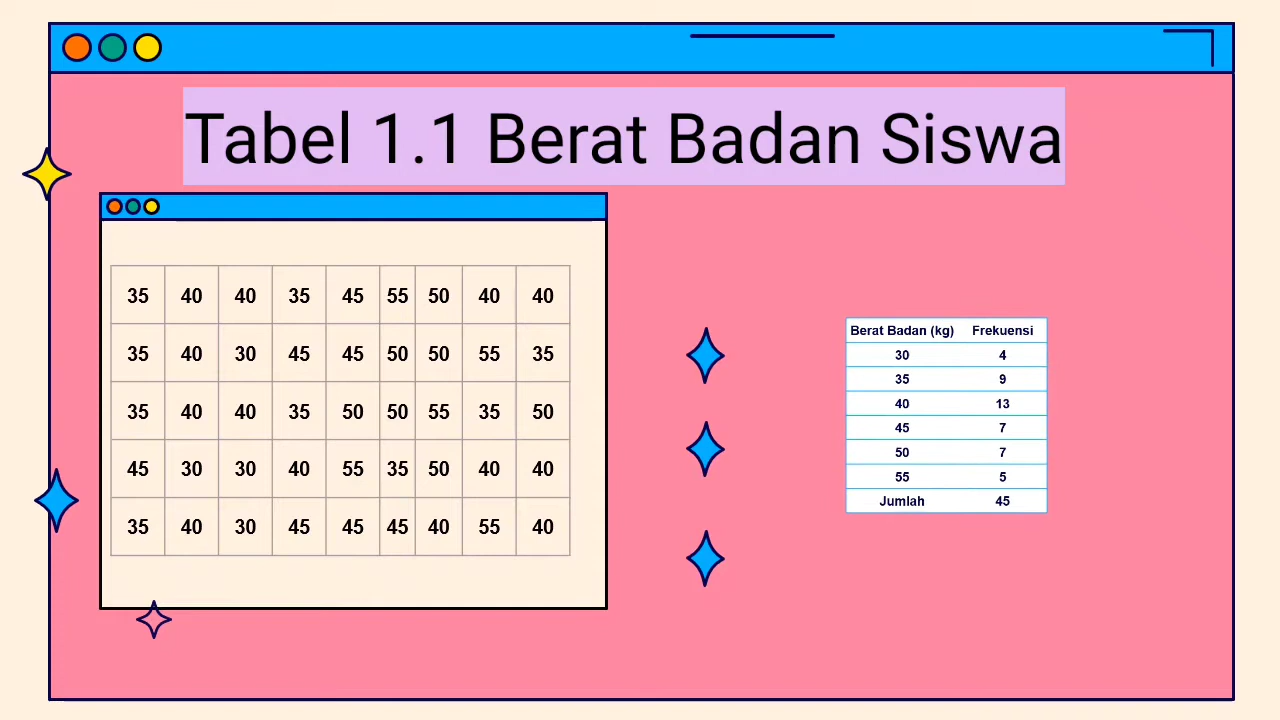 Tabel 1.1 Berat Badan Siswa
35 40 40 35 45 55 50 40 40
35 40 30 45 45 50 50 55 35
35 40 40 35 50 50 55 35 50
45 30 30 40 55 35 50 40 40
35 40 30 45 45 45 40 55 40
Berat Badan (kg) Frekuensi
30 4
35 9
40 13
45 7
50 7
55 5
Jumlah 45